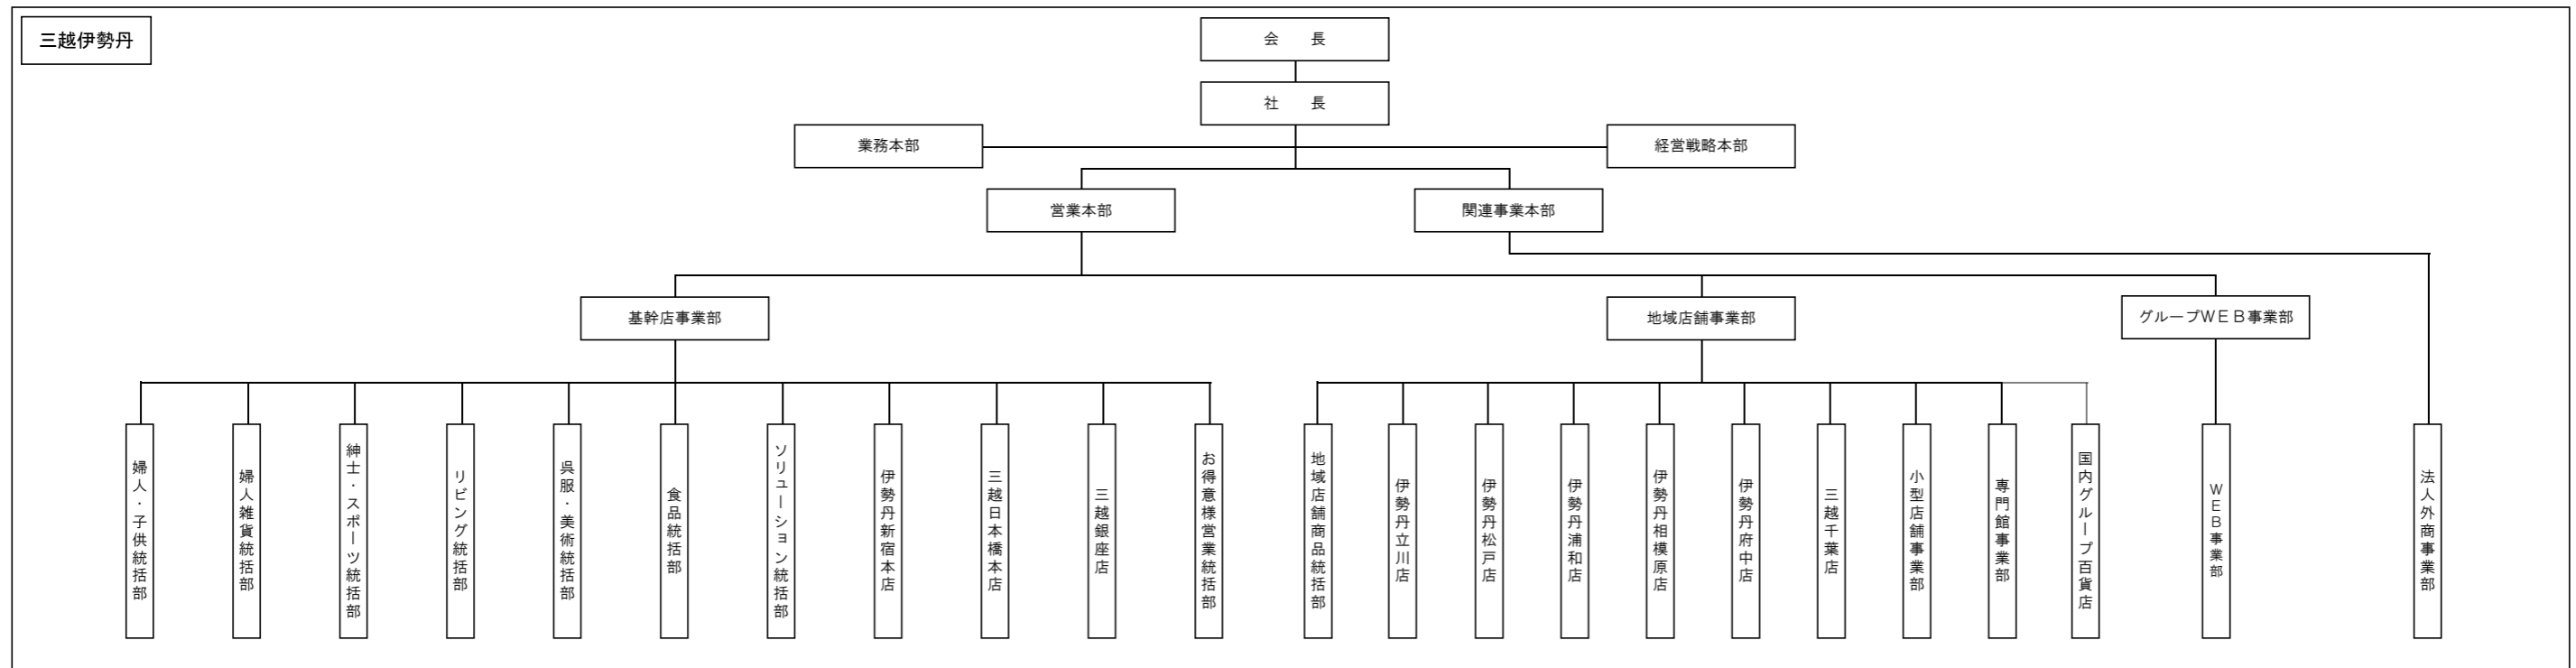 三越伊勢丹
会　長
社　長
業務本部
経営戦略本部
営業本部
関連事業本部
基幹店事業部
地域店舗事業部
グループＷＥＢ事業部
婦人・子供統括部
婦人雑貨統括部
紳士・スポーツ統括部
リビング統括部
呉服・美術統括部
食品統括部
ソリューション統括部
伊勢丹新宿本店
三越日本橋本店
三越銀座店
お得意様営業統括部
地域店舗商品統括部
伊勢丹立川店
伊勢丹松戸店
伊勢丹浦和店
伊勢丹相模原店
伊勢丹府中店
三越千葉店
小型店舗事業部
専門館事業部
国内グループ百貨店
ＷＥＢ事業部
法人外商事業部